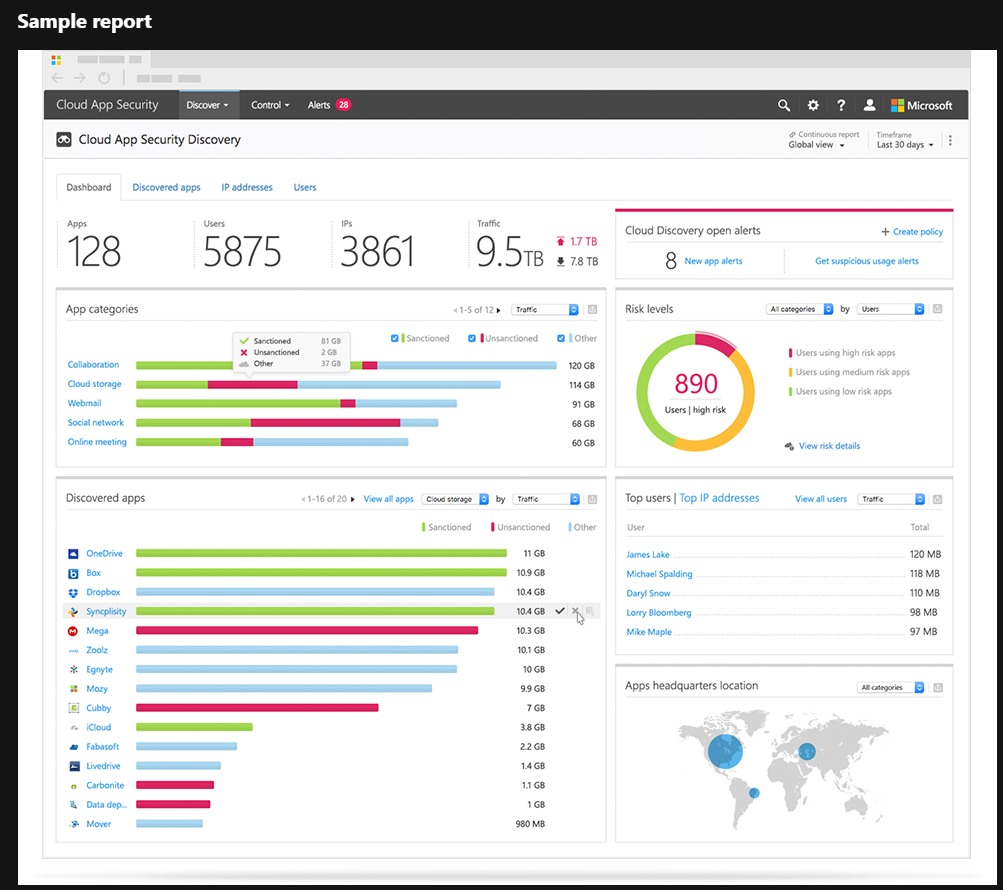 Sample report
Cloud App Security Discover Control Alerts 28 ? Microsoft
Cloud App Security Discovery Continuous report Global view Timeframe Last 30 days
Dashboard Discovered apps IP addresses Users
Apps 128 Users 5875 IPs 3861 Traffic 9.5TB 1.7 TB 7.8 TB
Cloud Discovery open alerts + Create policy
8 New app alerts Get suspicious usage alerts
App categories 1-5 of 12 Traffic
Sanctioned Unsanctioned Other
Sanctioned 81 GB
Unsanctioned 2 GB
Other 37 GB
Collaboration 120 GB
Cloud storage 114 GB
Webmail 91 GB
Social network 68 GB
Online meeting 60 GB
Risk levels All categories by Users
890
Users | high risk
Users using high risk apps
Users using medium risk apps
Users using low risk apps
View risk details
Discovered apps 1-16 of 20 View all apps Cloud storage by Traffic
Sanctioned Unsanctioned Other
OneDrive 11 GB
Box 10.9 GB
Dropbox 10.4 GB
Syncplisity 10.4 GB
Mega 10.3 GB
Zoolz 10.1 GB
Egnyte 10 GB
Mozy 9.9 GB
Cubby 7 GB
iCloud 3.8 GB
Fabasoft 2.2 GB
Livedrive 1.4 GB
Carbonite 1.1 GB
Data dep... 1 GB
Mover 980 MB
Top users | Top IP addresses View all users Traffic
User Total
James Lake 120 MB
Michael Spalding 118 MB
Daryl Snow 110 MB
Lorry Bloomberg 98 MB
Mike Maple 97 MB
Apps headquarters location All categories